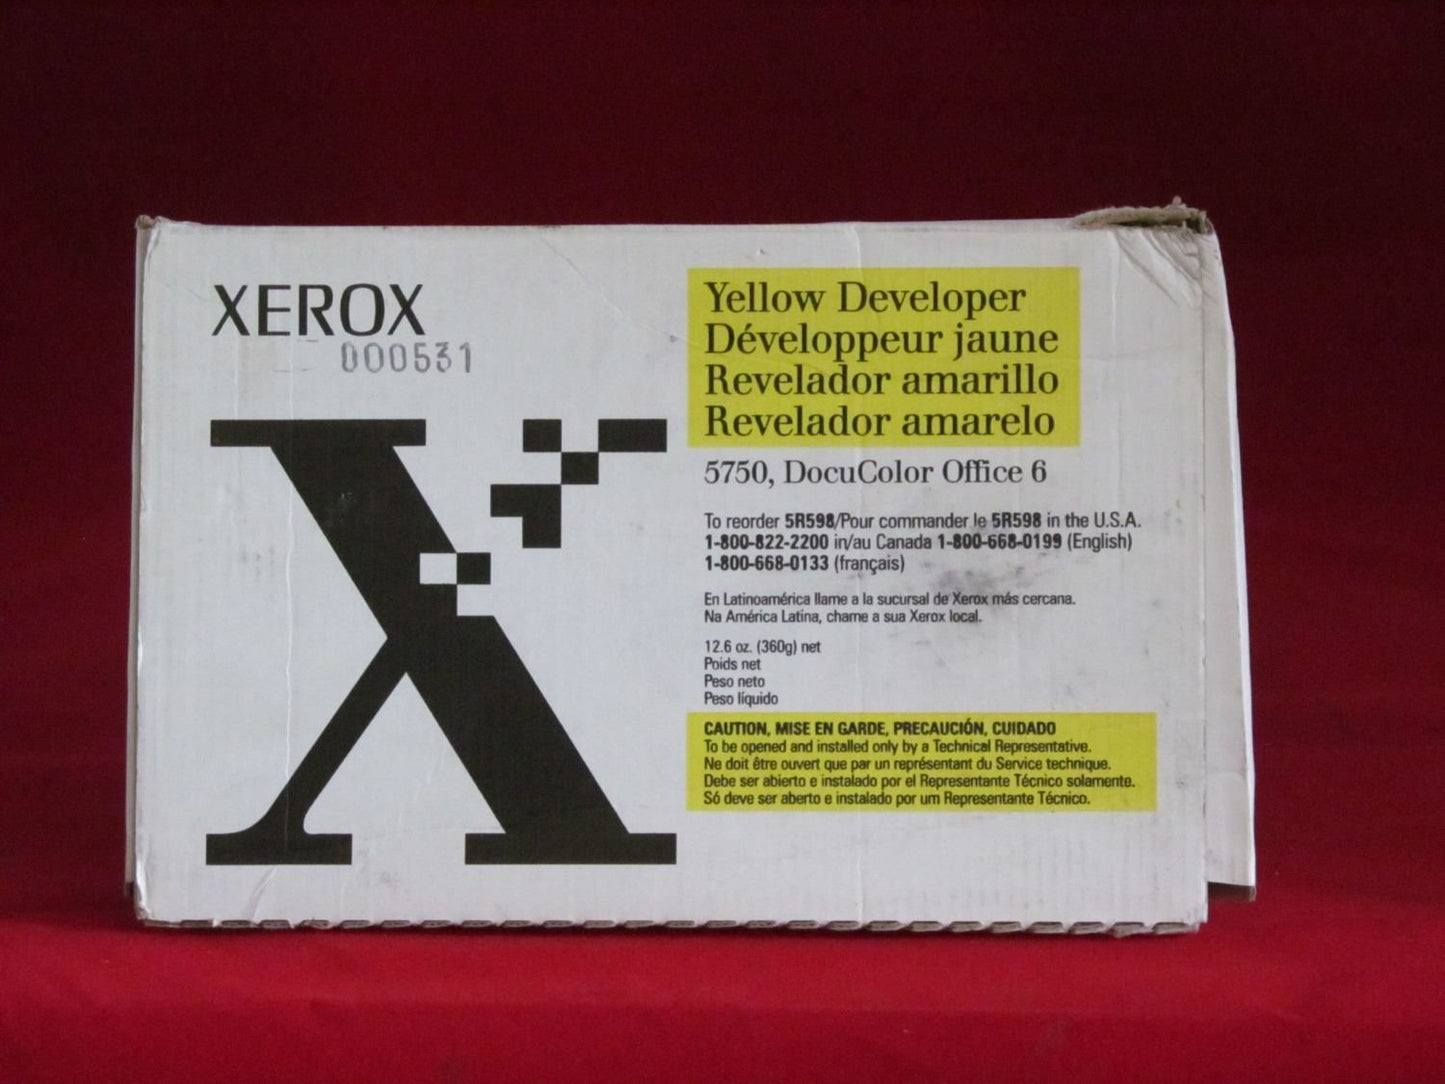 XEROX
000531
X
Yellow Developer
Développeur jaune
Revelador amarillo
Revelador amarelo
5750, DocuColor Office 6
To reorder 5R598/Pour commander le 5R598 in the U.S.A.
1-800-822-2200 in/au Canada 1-800-668-0199 (English)
1-800-668-0133 (français)
En Latinoamérica llame a la sucursal de Xerox más cercana.
Na América Latina, chame a sua Xerox local.
12.6 oz. (360g) net
Poids net
Peso neto
Peso líquido
CAUTION, MISE EN GARDE, PRECAUCIÓN, CUIDADO
To be opened and installed only by a Technical Representative.
Ne doit être ouvert que par un représentant du Service technique.
Debe ser abierto e instalado por el Representante Técnico solamente.
Só deve ser aberto e instalado por um Representante Técnico.